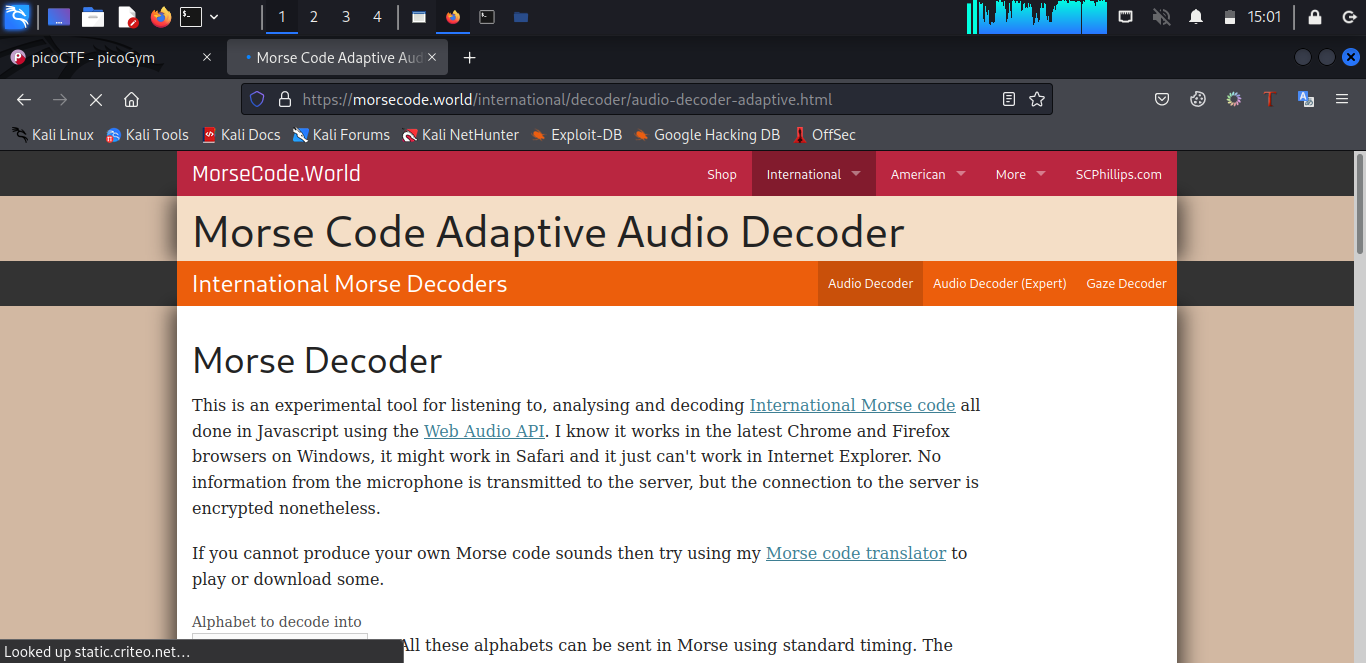 1 2 3 4 15:01
picoCTF - picoGym Morse Code Adaptive Aud
https://morsecode.world/international/decoder/audio-decoder-adaptive.html
Kali Linux Kali Tools Kali Docs Kali Forums Kali NetHunter Exploit-DB Google Hacking DB OffSec
MorseCode.World Shop International American More SCPhillips.com
Morse Code Adaptive Audio Decoder
International Morse Decoders Audio Decoder Audio Decoder (Expert) Gaze Decoder
Morse Decoder
This is an experimental tool for listening to, analysing and decoding International Morse code all
done in Javascript using the Web Audio API. I know it works in the latest Chrome and Firefox
browsers on Windows, it might work in Safari and it just can't work in Internet Explorer. No
information from the microphone is transmitted to the server, but the connection to the server is
encrypted nonetheless.
If you cannot produce your own Morse code sounds then try using my Morse code translator to
play or download some.
Alphabet to decode into
All these alphabets can be sent in Morse using standard timing. The
Looked up static.criteo.net…